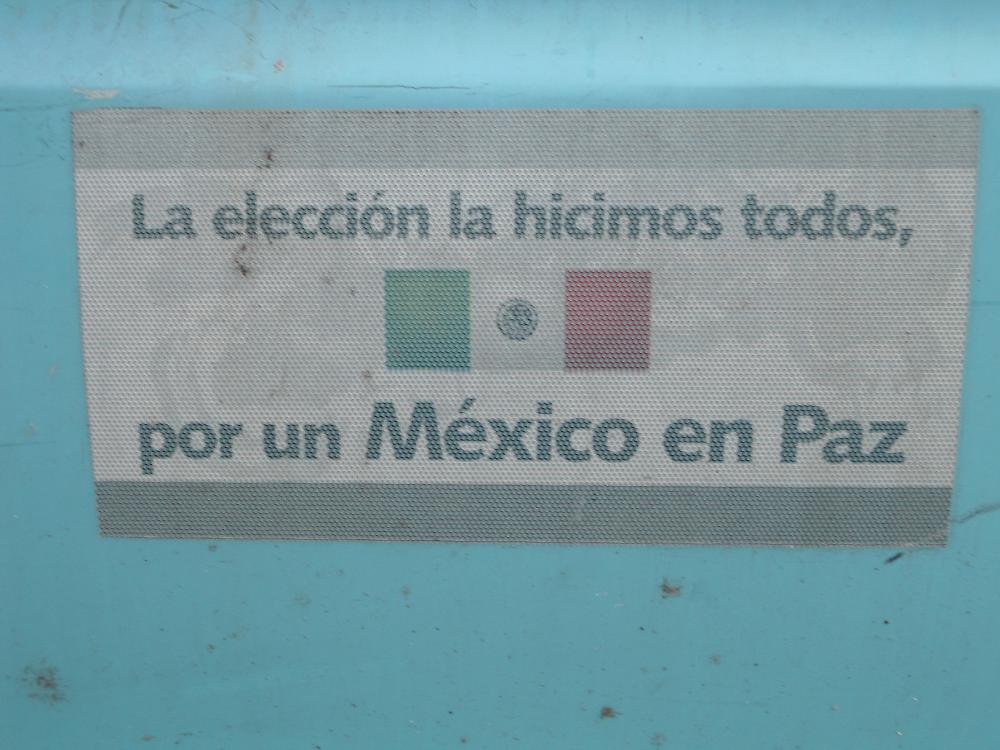 La elección la hicimos todos,
por un México en Paz